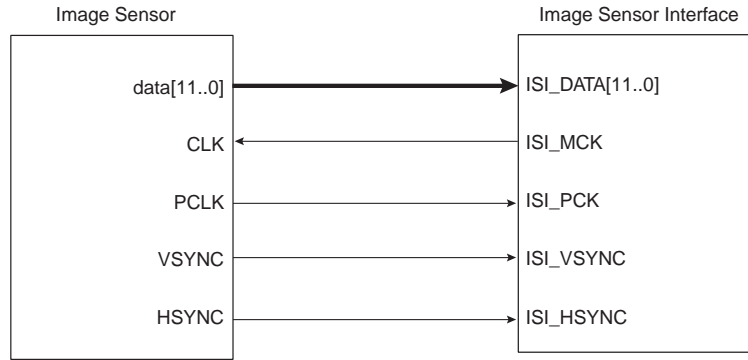 Image Sensor
Image Sensor Interface
data[11..0]
ISI_DATA[11..0]
CLK
ISI_MCK
PCLK
ISI_PCK
VSYNC
ISI_VSYNC
HSYNC
ISI_HSYNC